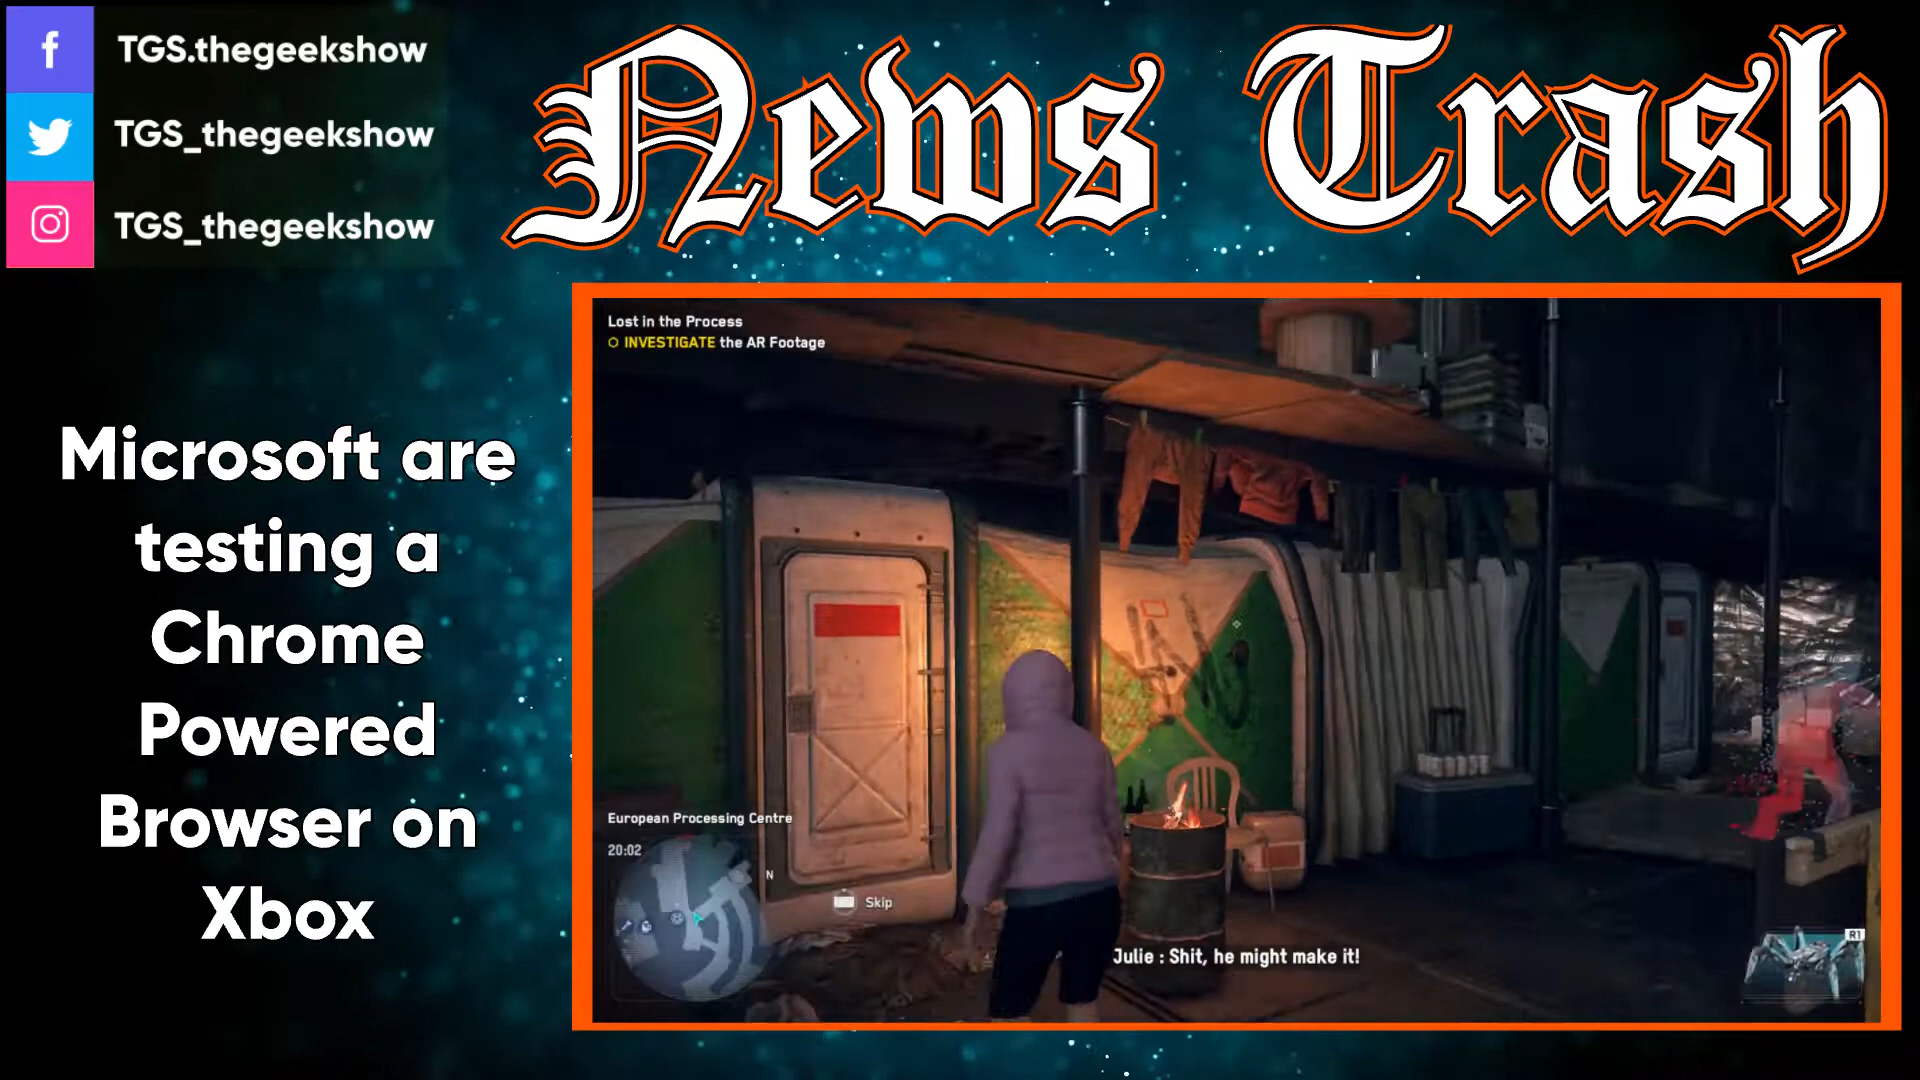 TGS.thegeekshow
TGS_thegeekshow
TGS_thegeekshow
News Trash
Microsoft are
testing a
Chrome
Powered
Browser on
Xbox
Lost in the Process
INVESTIGATE the AR Footage
European Processing Centre
20:02
N
Skip
Julie : Shit, he might make it!
R1